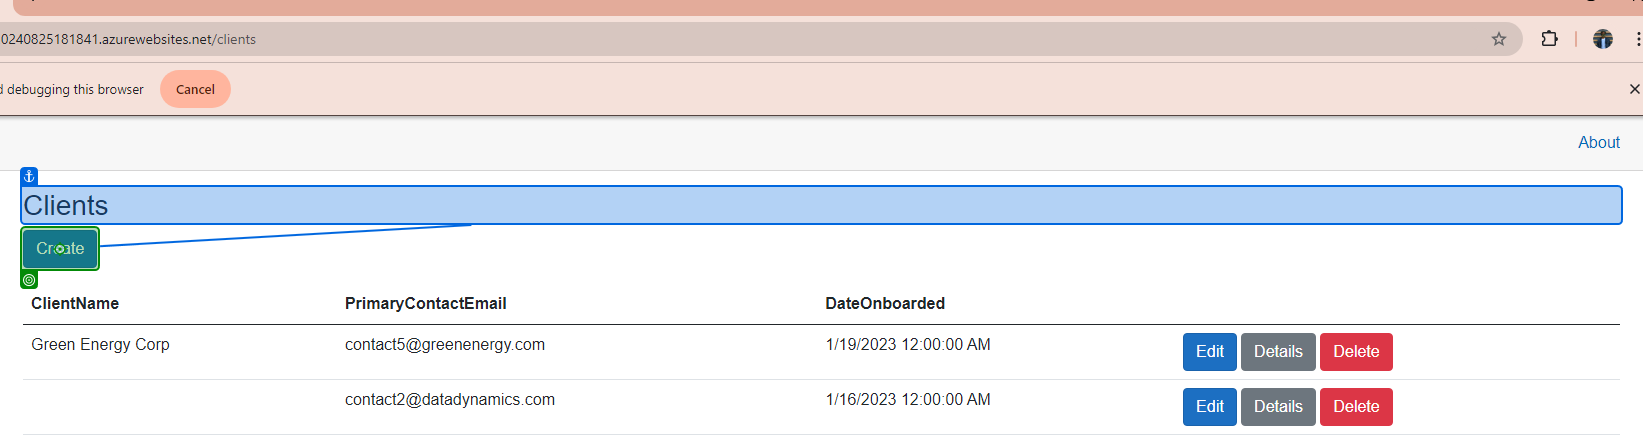 0240825181841.azurewebsites.net/clients
debugging this browser Cancel
About
Clients
Create
ClientName PrimaryContactEmail DateOnboarded
Green Energy Corp contact5@greenenergy.com 1/19/2023 12:00:00 AM Edit Details Delete
contact2@datadynamics.com 1/16/2023 12:00:00 AM Edit Details Delete